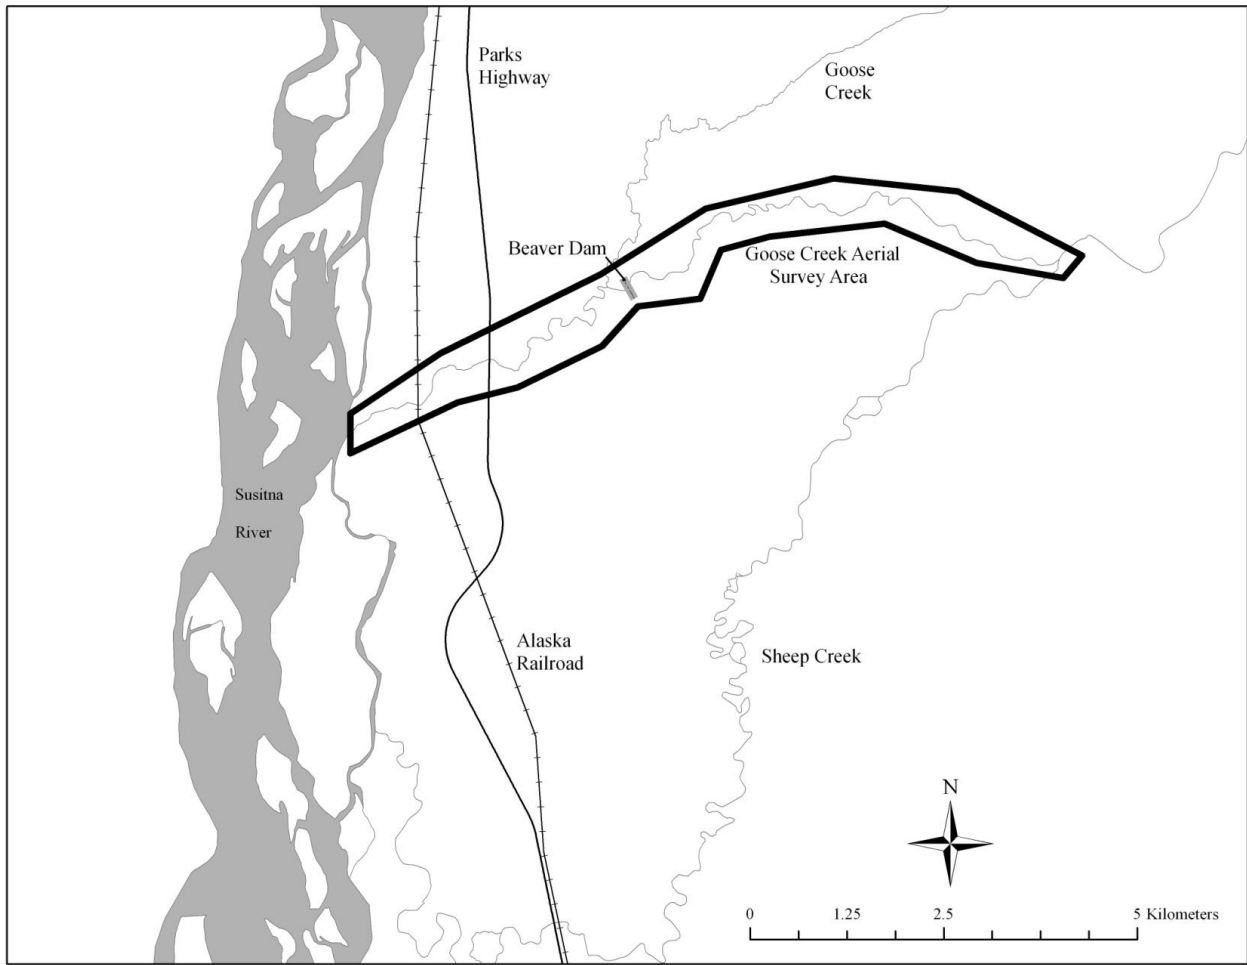 Parks
Highway
Goose
Creek
Beaver Dam
Goose Creek Aerial
Survey Area
Susitna
River
Alaska
Railroad
Sheep Creek
N
0 1.25 2.5 5 Kilometers